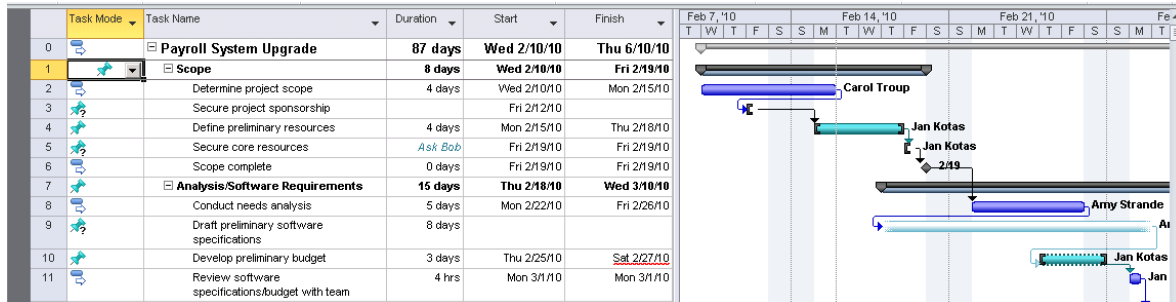 Task Mode Task Name Duration Start Finish Feb 7, '10 Feb 14, '10 Feb 21, '10 Fe
T W T F S S M T W T F S S M T W T F S S M T
0 Payroll System Upgrade 87 days Wed 2/10/10 Thu 6/10/10
1 Scope 8 days Wed 2/10/10 Fri 2/19/10
2 Determine project scope 4 days Wed 2/10/10 Mon 2/15/10 Carol Troup
3 Secure project sponsorship Fri 2/12/10
4 Define preliminary resources 4 days Mon 2/15/10 Thu 2/18/10 Jan Kotas
5 Secure core resources Ask Bob Fri 2/19/10 Fri 2/19/10 Jan Kotas
6 Scope complete 0 days Fri 2/19/10 Fri 2/19/10 2/19
7 Analysis/Software Requirements 15 days Thu 2/18/10 Wed 3/10/10
8 Conduct needs analysis 5 days Mon 2/22/10 Fri 2/26/10 Amy Strande
9 Draft preliminary software 8 days
specifications
10 Develop preliminary budget 3 days Thu 2/25/10 Sat 2/27/10 Jan Kotas
11 Review software 4 hrs Mon 3/1/10 Mon 3/1/10 Jan
specifications/budget with team